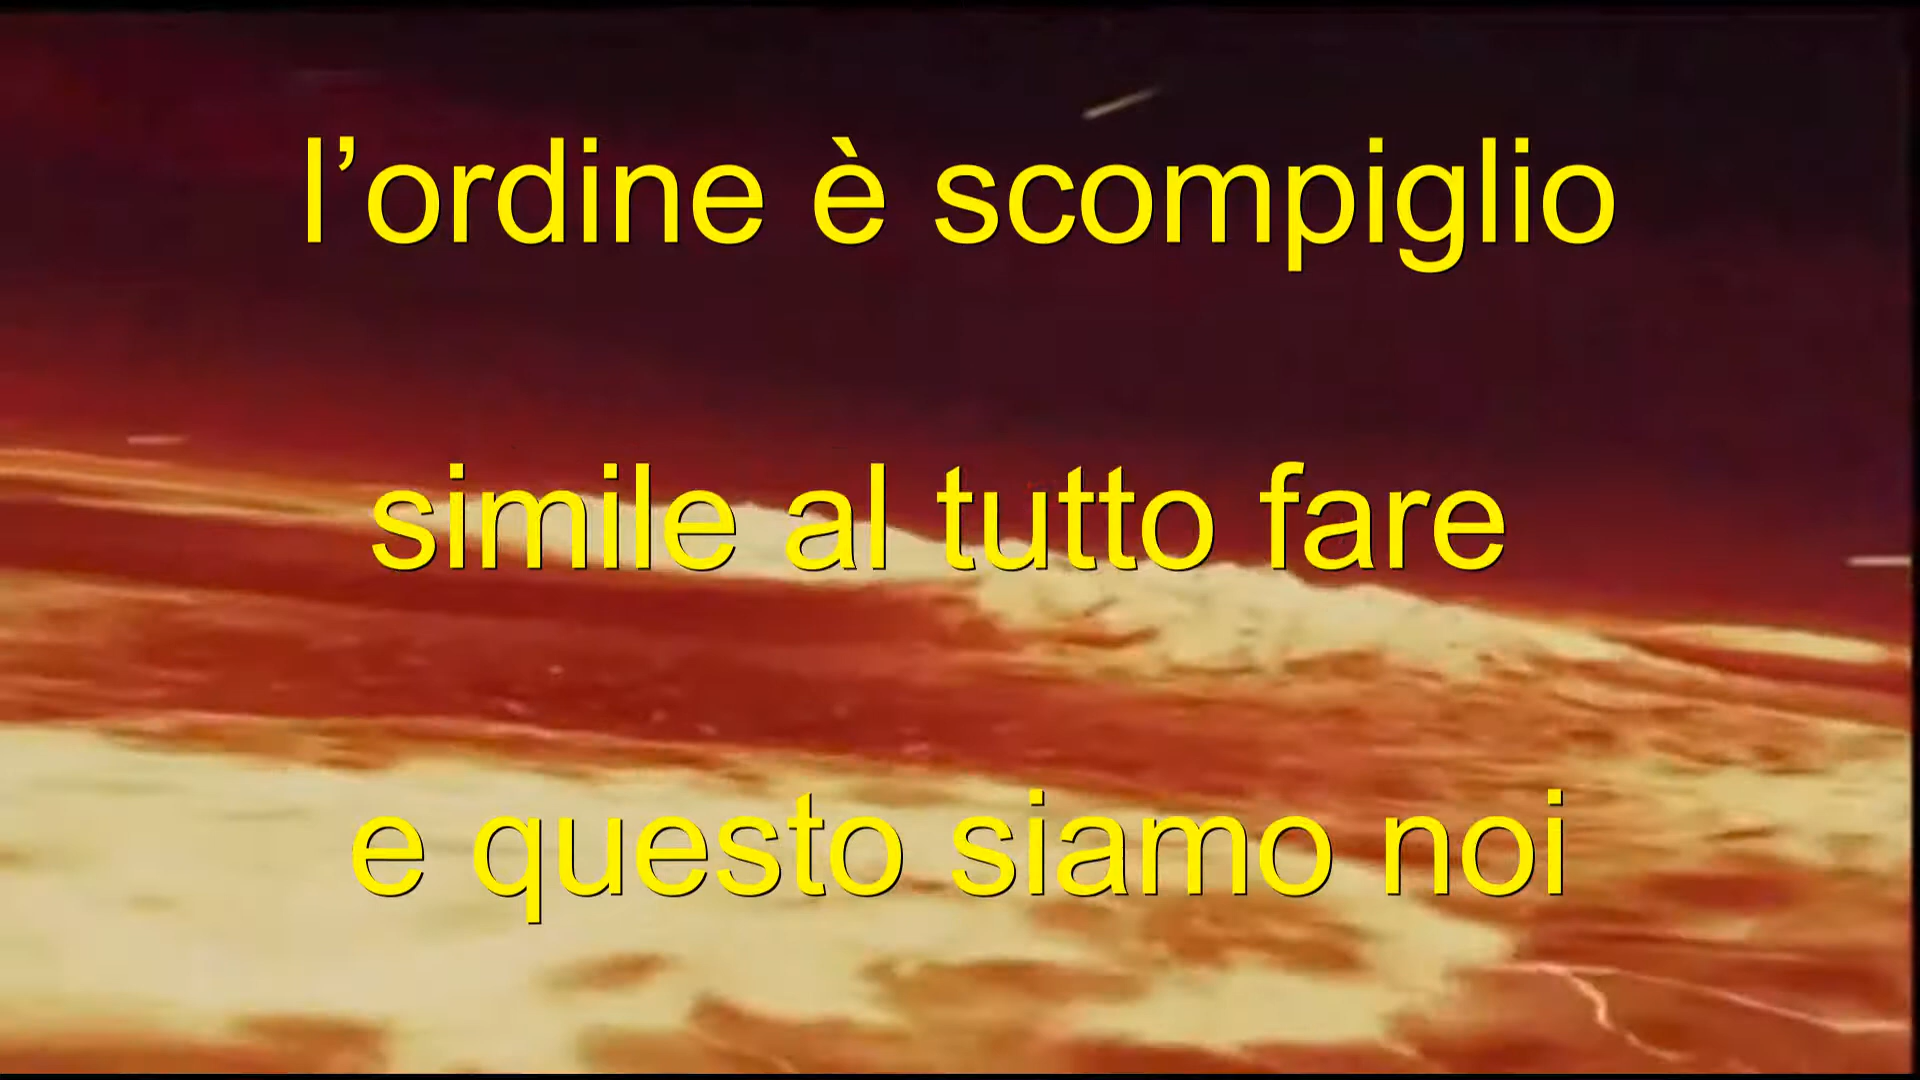 l’ordine è scompiglio
simile al tutto fare
e questo siamo noi